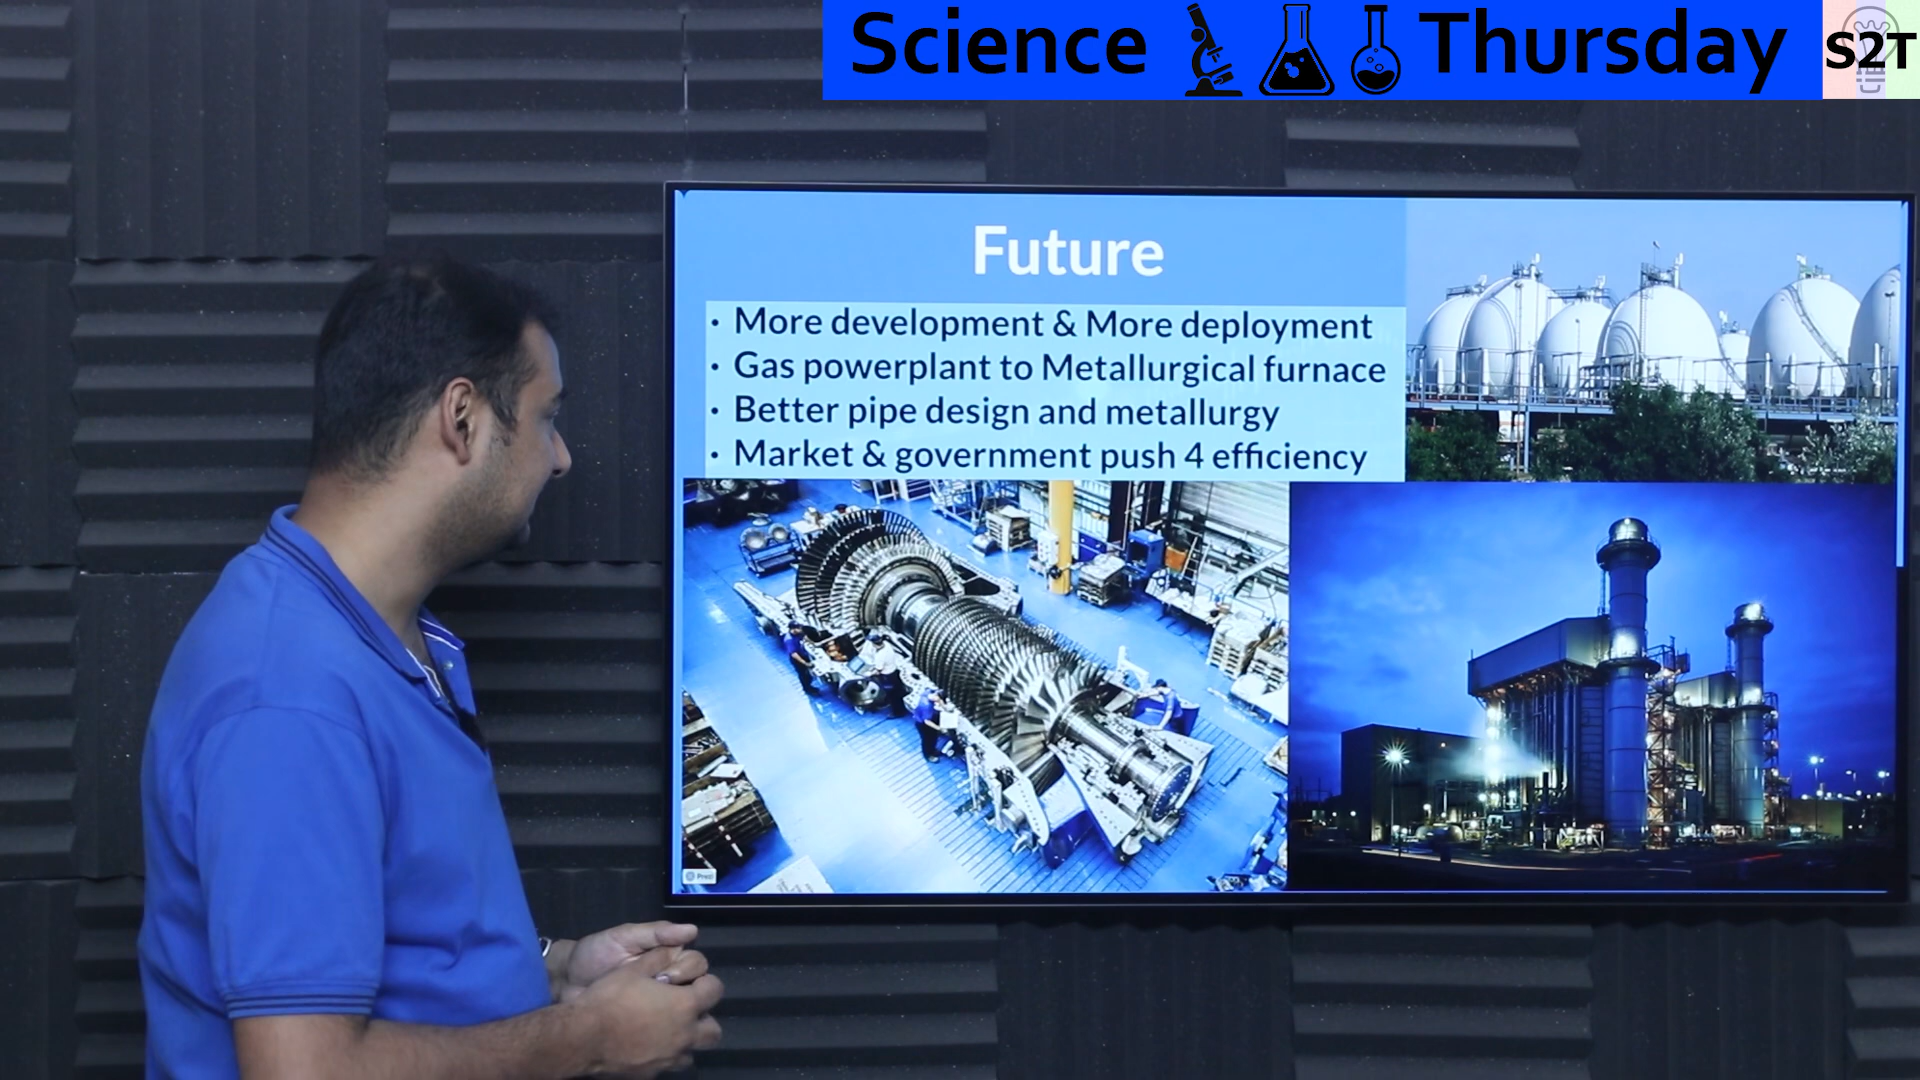 Science Thursday
S2T
Future
• More development & More deployment
• Gas powerplant to Metallurgical furnace
• Better pipe design and metallurgy
• Market & government push 4 efficiency
Prezi